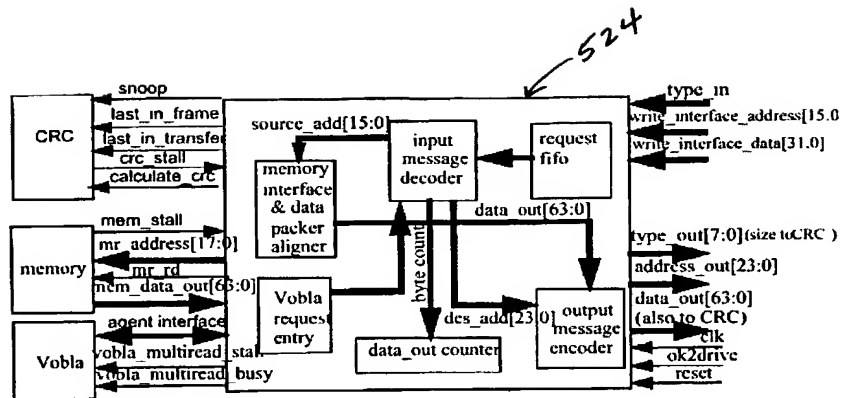 524
snoop
last_in_frame
last_in_transfer
crc_stall
calculate_crc
CRC
mem_stall
mr_address[17:0]
mr_rd
mem_data_out[63:0]
memory
agent interface
vobla_multiread_stall
vobla_multiread_busy
Vobla
source_add[15:0]
input
message
decoder
request
fifo
memory
interface
& data
packer
aligner
data_out[63:0]
byte count
Vobla
request
entry
des_add[23:0]
data_out counter
output
message
encoder
type_in
write_interface_address[15.0
write_interface_data[31.0]
type_out[7:0](size toCRC )
address_out[23:0]
data_out[63:0]
(also to CRC)
clk
ok2drive
reset